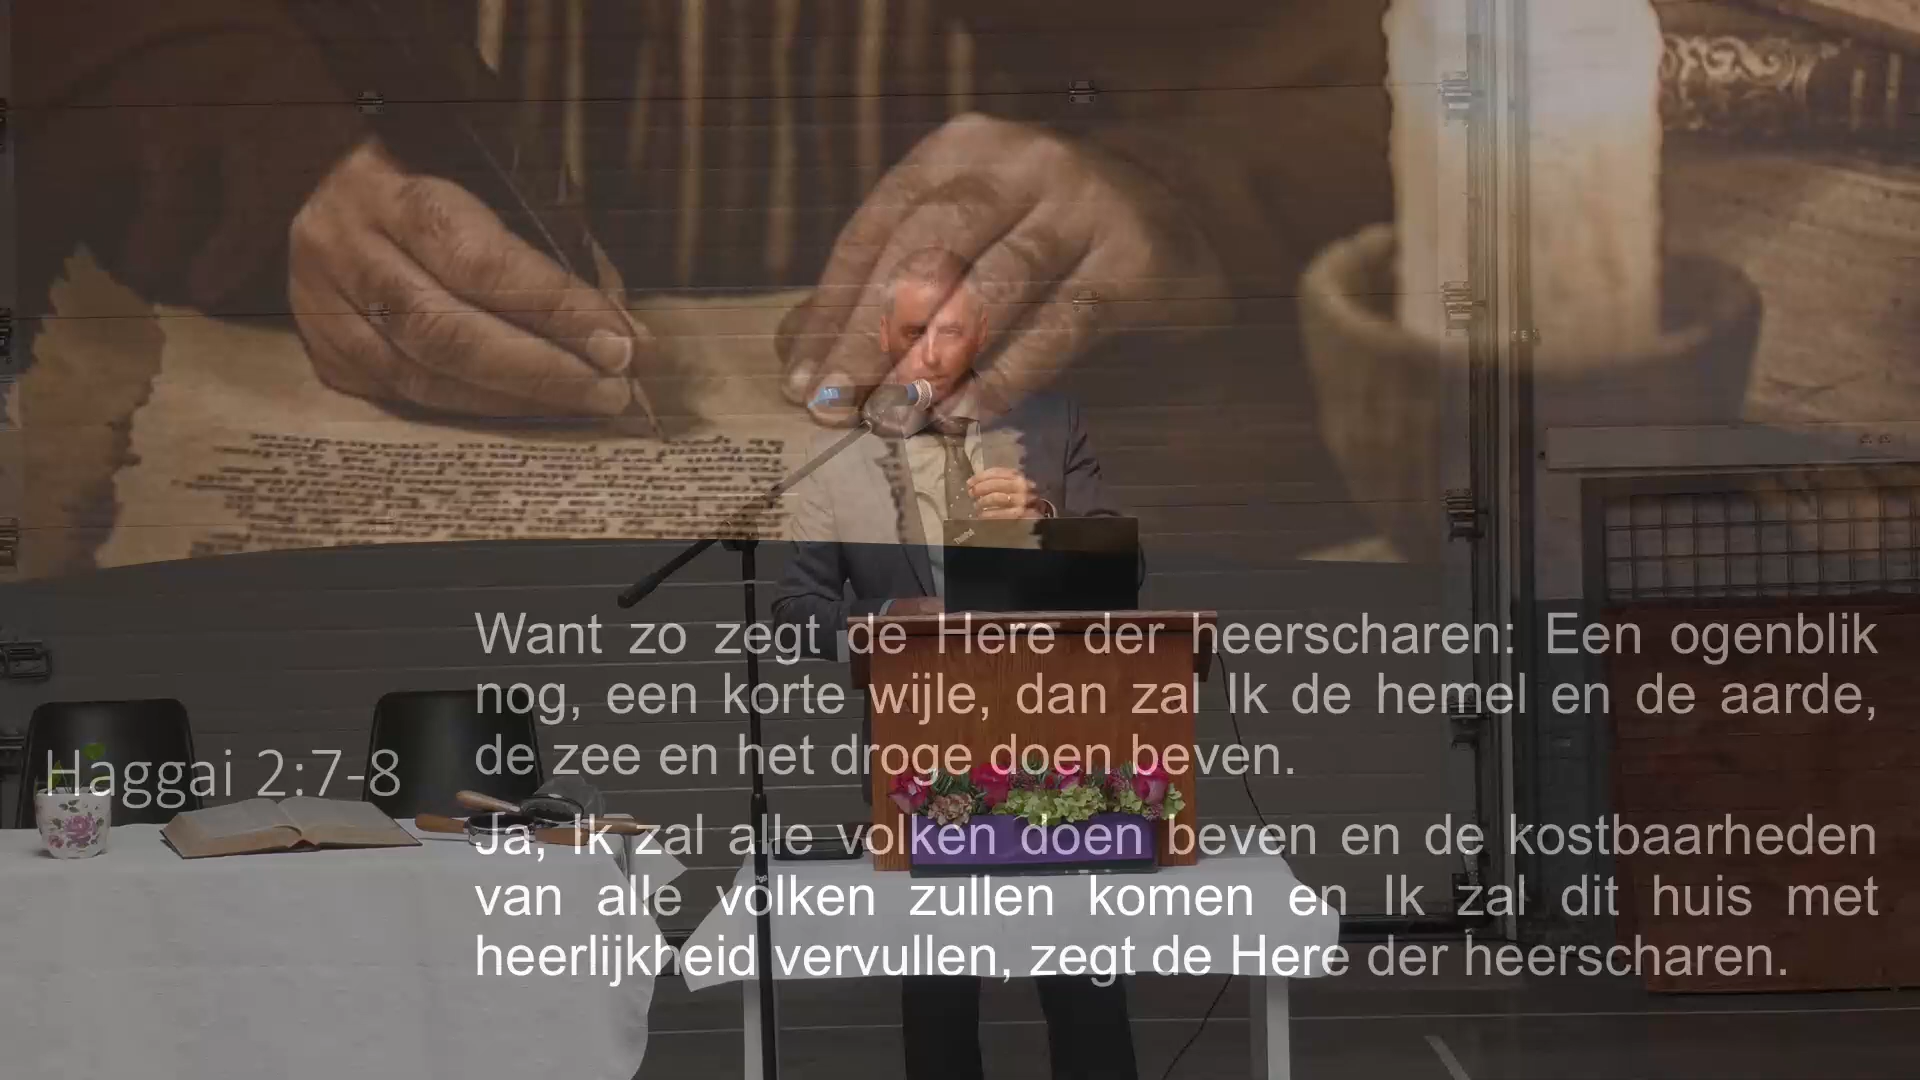 Want zo zegt de Here der heerscharen: Een ogenblik
nog, een korte wijle, dan zal Ik de hemel en de aarde,
de zee en het droge doen beven.
Haggai 2:7-8
Ja, Ik zal alle volken doen beven en de kostbaarheden
van alle volken zullen komen en Ik zal dit huis met
heerlijkheid vervullen, zegt de Here der heerscharen.